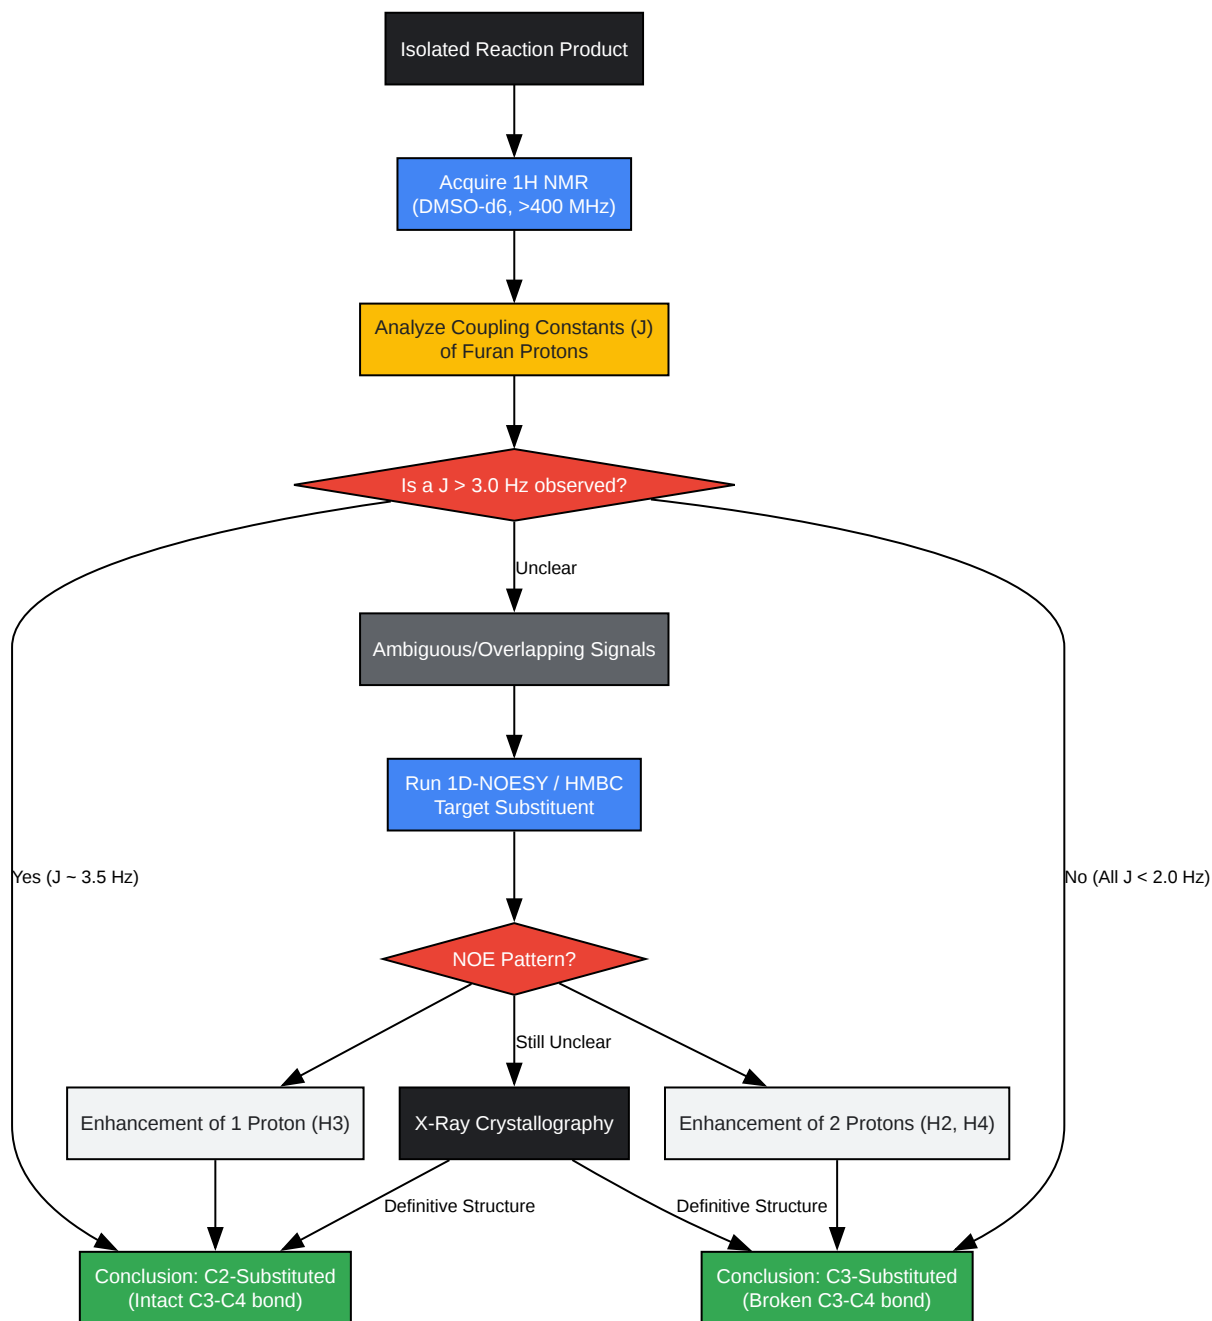 Isolated Reaction Product
Acquire 1H NMR
(DMSO-d6, >400 MHz)
Analyze Coupling Constants (J)
of Furan Protons
Is a J > 3.0 Hz observed?
Unclear
Ambiguous/Overlapping Signals
Run 1D-NOESY / HMBC
Target Substituent
Yes (J ~ 3.5 Hz)
No (All J < 2.0 Hz)
NOE Pattern?
Still Unclear
Enhancement of 1 Proton (H3)
X-Ray Crystallography
Enhancement of 2 Protons (H2, H4)
Definitive Structure
Definitive Structure
Conclusion: C2-Substituted
(Intact C3-C4 bond)
Conclusion: C3-Substituted
(Broken C3-C4 bond)